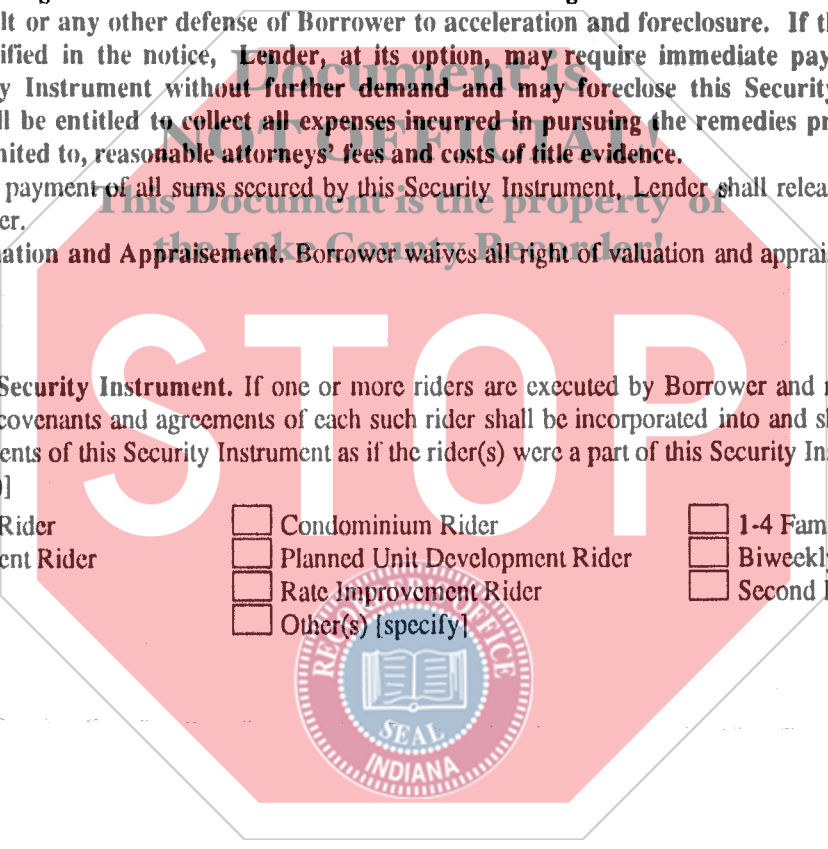 lt or any other defense of Borrower to acceleration and foreclosure. If th
ified in the notice, Lender, at its option, may require immediate pay
y Instrument without further demand and may foreclose this Security
ll be entitled to collect all expenses incurred in pursuing the remedies pr
nited to, reasonable attorneys' fees and costs of title evidence.
payment of all sums secured by this Security Instrument, Lender shall relea
er.
ation and Appraisement. Borrower waives all right of valuation and apprai
Document is
NOT OFFICIAL!
This Document is the property of
the Lake County Recorder!
STOP
Security Instrument. If one or more riders are executed by Borrower and r
covenants and agreements of each such rider shall be incorporated into and sh
ents of this Security Instrument as if the rider(s) were a part of this Security In
)]
Rider
ent Rider
Condominium Rider
Planned Unit Development Rider
Rate Improvement Rider
Other(s) [specify]
1-4 Fam
Biweekly
Second
RECORDER'S OFFICE
SEAL
INDIANA